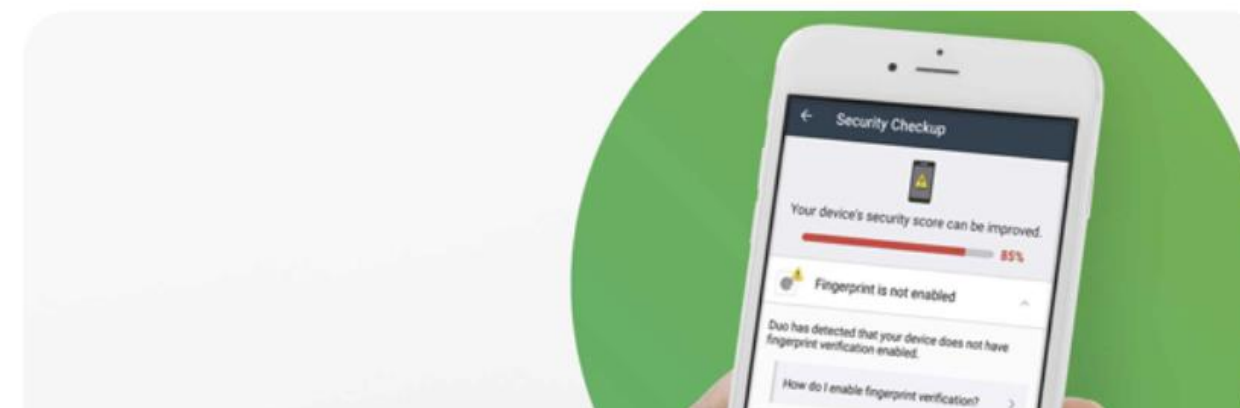 Security Checkup
Your device's security score can be improved.
85%
Fingerprint is not enabled
Duo has detected that your device does not have
fingerprint verification enabled.
How do I enable fingerprint verification?